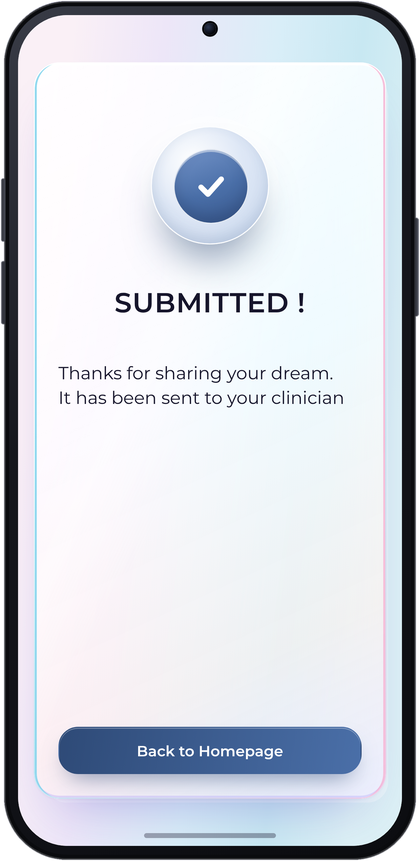 SUBMITTED !
Thanks for sharing your dream.
It has been sent to your clinician
Back to Homepage